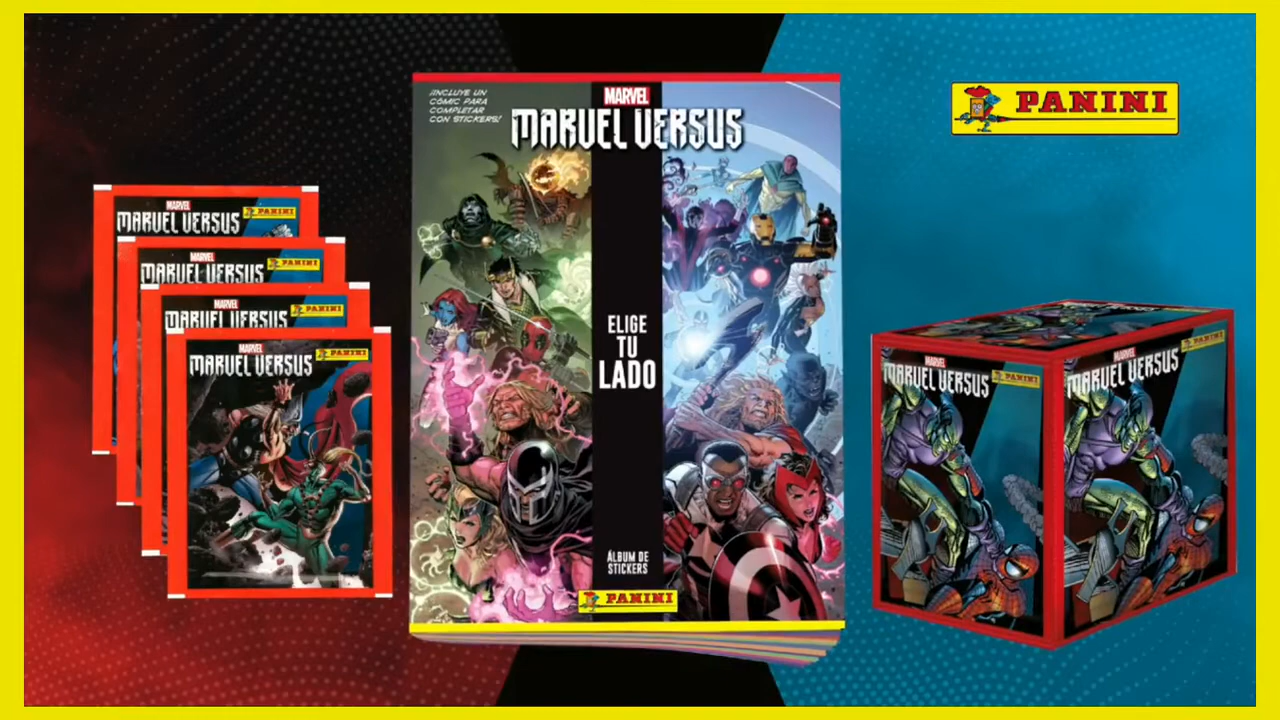 PANINI
¡INCLUYE UN
CÓMIC PARA
COMPLETAR
CON STICKERS!
MARVEL
MARVEL VERSUS
ELIGE
TU
LADO
ÁLBUM DE
STICKERS
PANINI
MARVEL
MARVEL VERSUS
PANINI
MARVEL
MARVEL VERSUS
PANINI
MARVEL
MARVEL VERSUS
PANINI
MARVEL
MARVEL VERSUS
PANINI
MARVEL
MARVEL VERSUS
PANINI
MARVEL
MARVEL VERSUS
PANINI